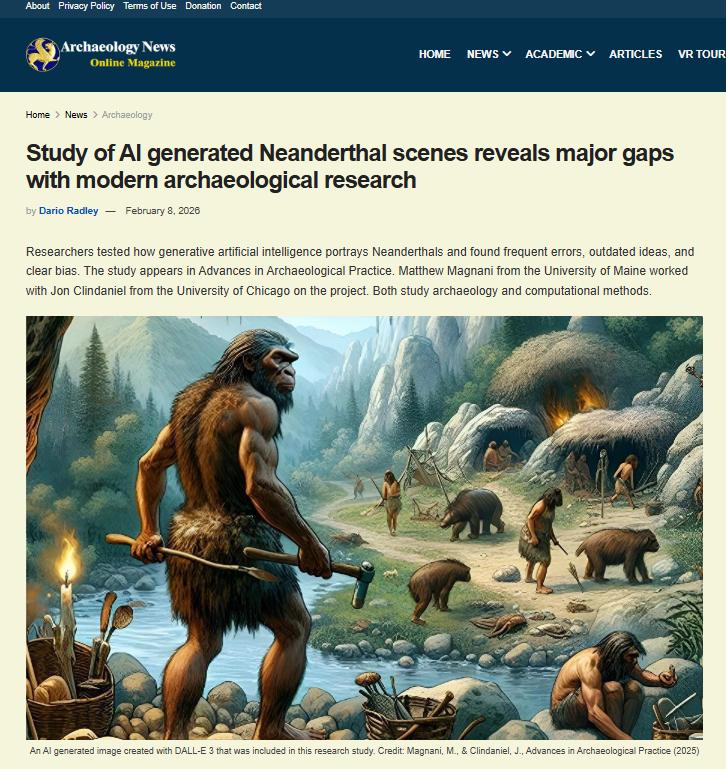 About Privacy Policy Terms of Use Donation Contact
Archaeology News
Online Magazine
HOME NEWS ACADEMIC ARTICLES VR TOUR
Home > News > Archaeology
Study of AI generated Neanderthal scenes reveals major gaps
with modern archaeological research
by Dario Radley — February 8, 2026
Researchers tested how generative artificial intelligence portrays Neanderthals and found frequent errors, outdated ideas, and
clear bias. The study appears in Advances in Archaeological Practice. Matthew Magnani from the University of Maine worked
with Jon Clindaniel from the University of Chicago on the project. Both study archaeology and computational methods.
An AI generated image created with DALL-E 3 that was included in this research study. Credit: Magnani, M., & Clindaniel, J., Advances in Archaeological Practice (2025)